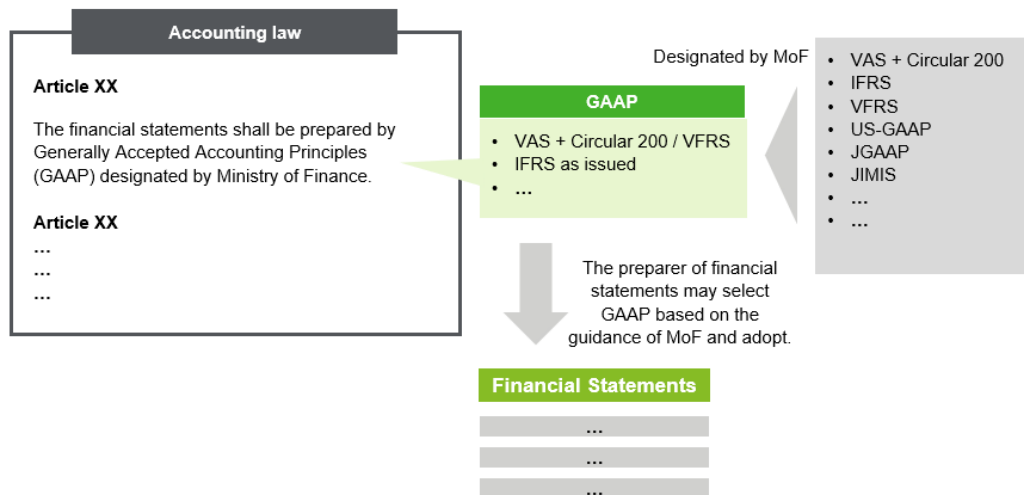 Accounting law
Article XX
The financial statements shall be prepared by
Generally Accepted Accounting Principles
(GAAP) designated by Ministry of Finance.
Article XX
...
...
...
GAAP
• VAS + Circular 200 / VFRS
• IFRS as issued
• ...
Designated by MoF
• VAS + Circular 200
• IFRS
• VFRS
• US-GAAP
• JGAAP
• JIMIS
• ...
• ...
The preparer of financial
statements may select
GAAP based on the
guidance of MoF and adopt.
Financial Statements
...
...
...